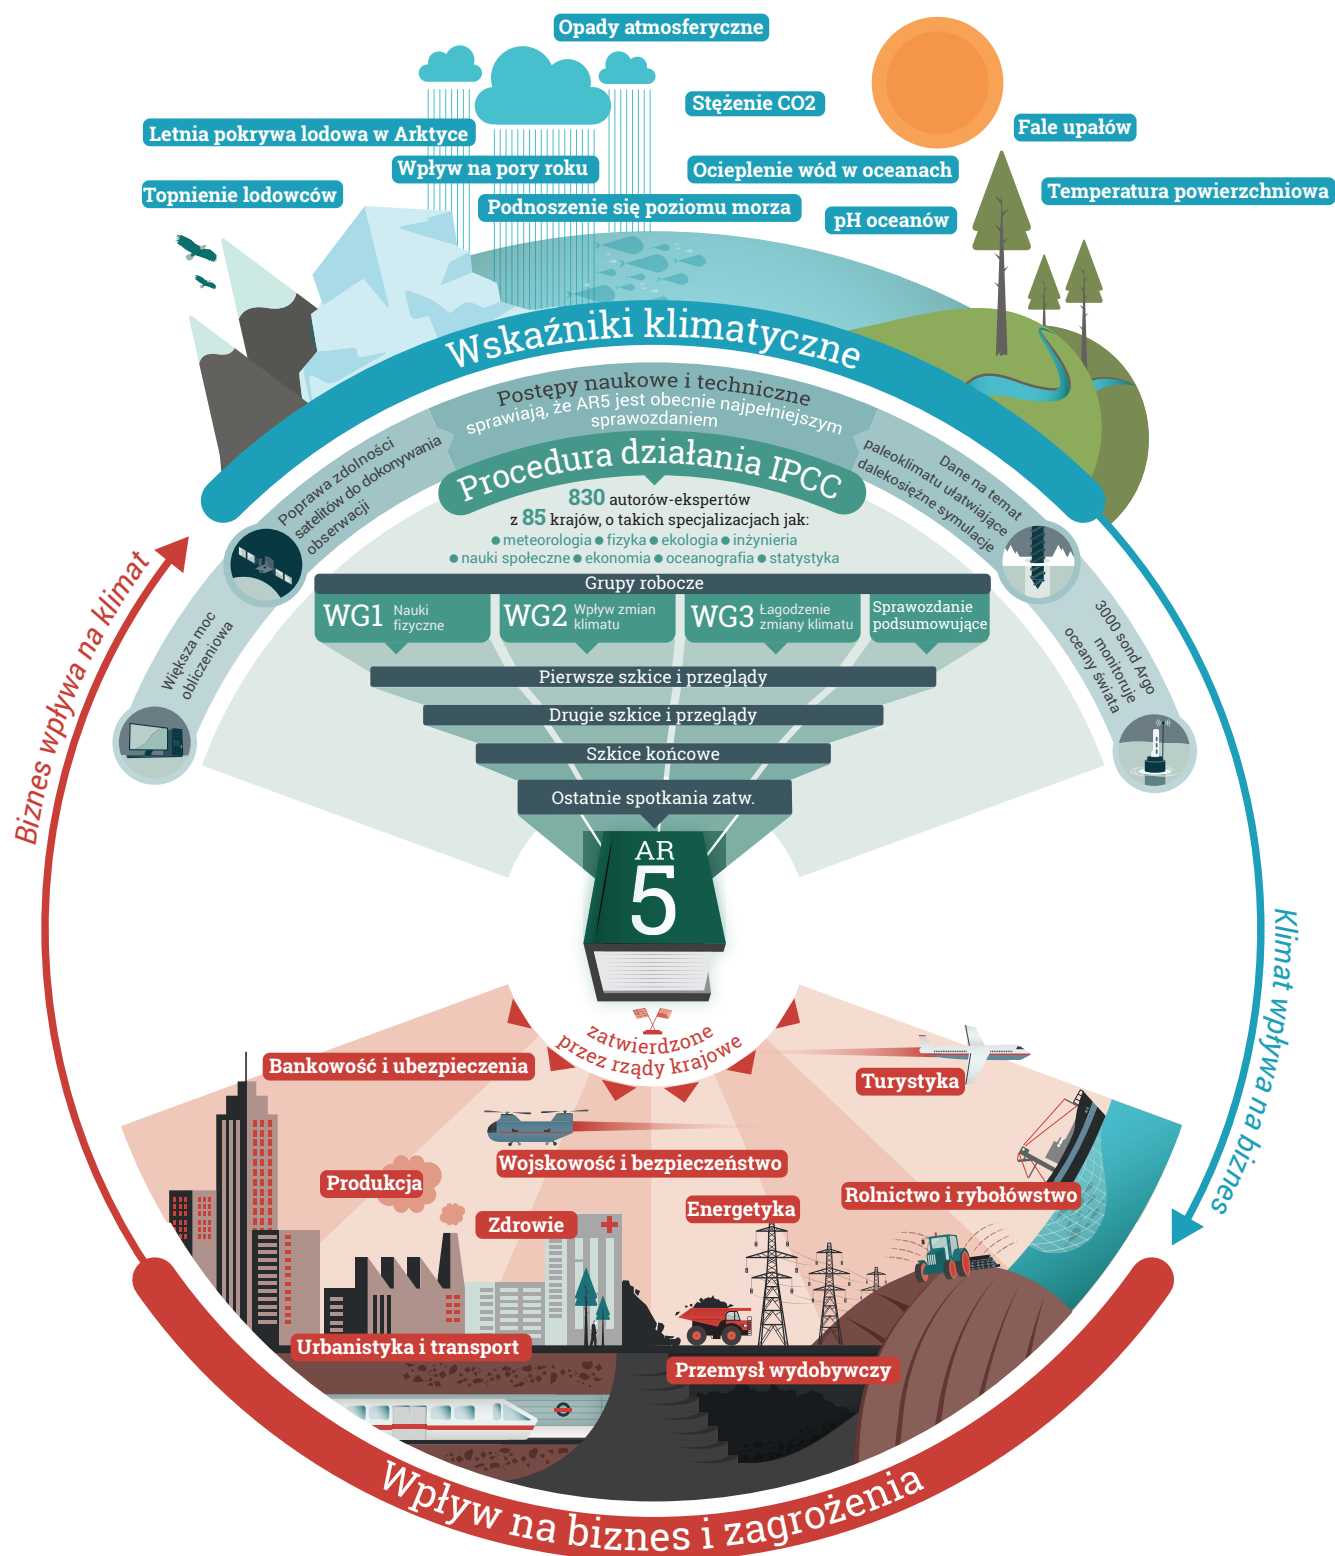 Opady atmosferyczne
Stężenie CO2
Fale upałów
Letnia pokrywa lodowa w Arktyce
Wpływ na pory roku
Ocieplenie wód w oceanach
Temperatura powierzchniowa
Topnienie lodowców
Podnoszenie się poziomu morza
pH oceanów
Wskaźniki klimatyczne
Postępy naukowe i techniczne
sprawiają, że AR5 jest obecnie najpełniejszym
sprawozdaniem
Poprawa zdolności
satelitów do dokonywania
obserwacji
Większa moc
obliczeniowa
Dane na temat
paleoklimatu ułatwiające
dalekosiężne symulacje
3000 sond Argo
monitoruje
oceany świata
Procedura działania IPCC
830 autorów-ekspertów
z 85 krajów, o takich specjalizacjach jak:
● meteorologia ● fizyka ● ekologia ● inżynieria
● nauki społeczne ● ekonomia ● oceanografia ● statystyka
Grupy robocze
WG1 Nauki
fizyczne
WG2 Wpływ zmian
klimatu
WG3 Łagodzenie
zmiany klimatu
Sprawozdanie
podsumowujące
Pierwsze szkice i przeglądy
Drugie szkice i przeglądy
Szkice końcowe
Ostatnie spotkania zatw.
AR
5
Biznes wpływa na klimat
Klimat wpływa na biznes
zatwierdzone
przez rządy krajowe
Bankowość i ubezpieczenia
Turystyka
Wojskowość i bezpieczeństwo
Produkcja
Rolnictwo i rybołówstwo
Energetyka
Zdrowie
Urbanistyka i transport
Przemysł wydobywczy
Wpływ na biznes i zagrożenia